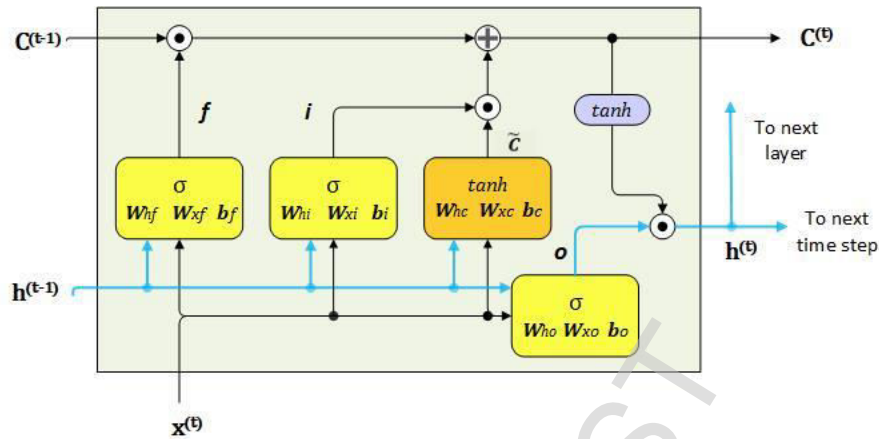 C(t-1)
C(t)
f
i
C̃
tanh
To next
layer
σ
Whf Wxf bf
σ
Whi Wxi bi
tanh
Whc Wxc bc
To next
time step
o
h(t)
h(t-1)
σ
Who Wxo bo
x(t)
ST